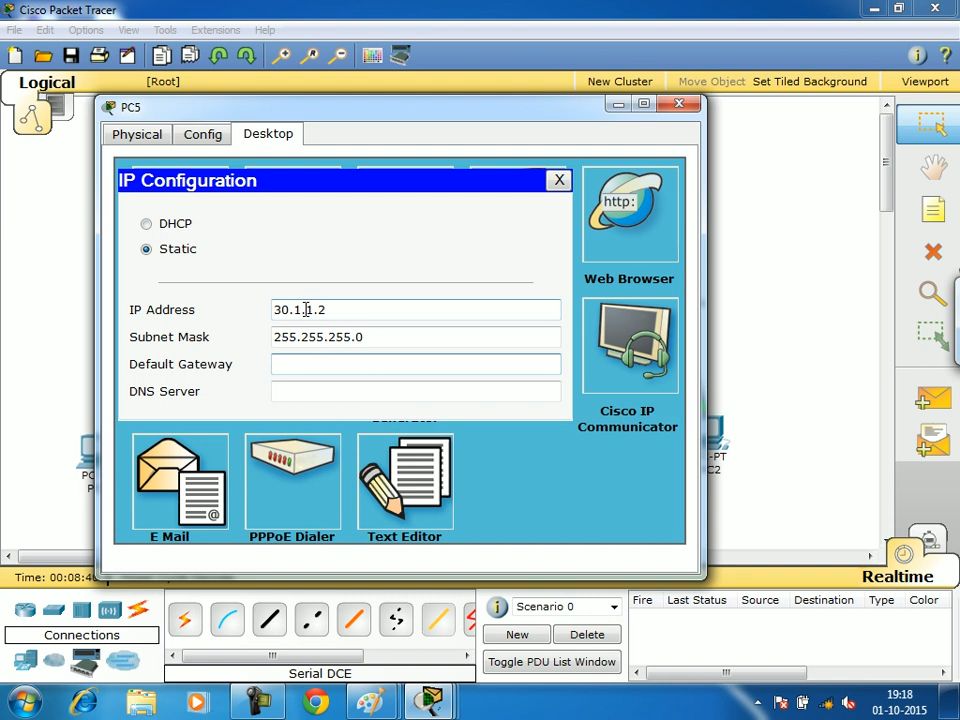 Cisco Packet Tracer
File Edit Options View Tools Extensions Help
Logical [Root] New Cluster Move Object Set Tiled Background Viewport
PC5
Physical Config Desktop
IP Configuration X
DHCP
Static
IP Address 30.1.1.2
Subnet Mask 255.255.255.0
Default Gateway
DNS Server
http:
Web Browser
Cisco IP
Communicator
@
E Mail PPPoE Dialer Text Editor
PC
P
-PT
C2
Realtime
Connections
Serial DCE
Scenario 0
New Delete
Toggle PDU List Window
Fire Last Status Source Destination Type Color
19:18
01-10-2015